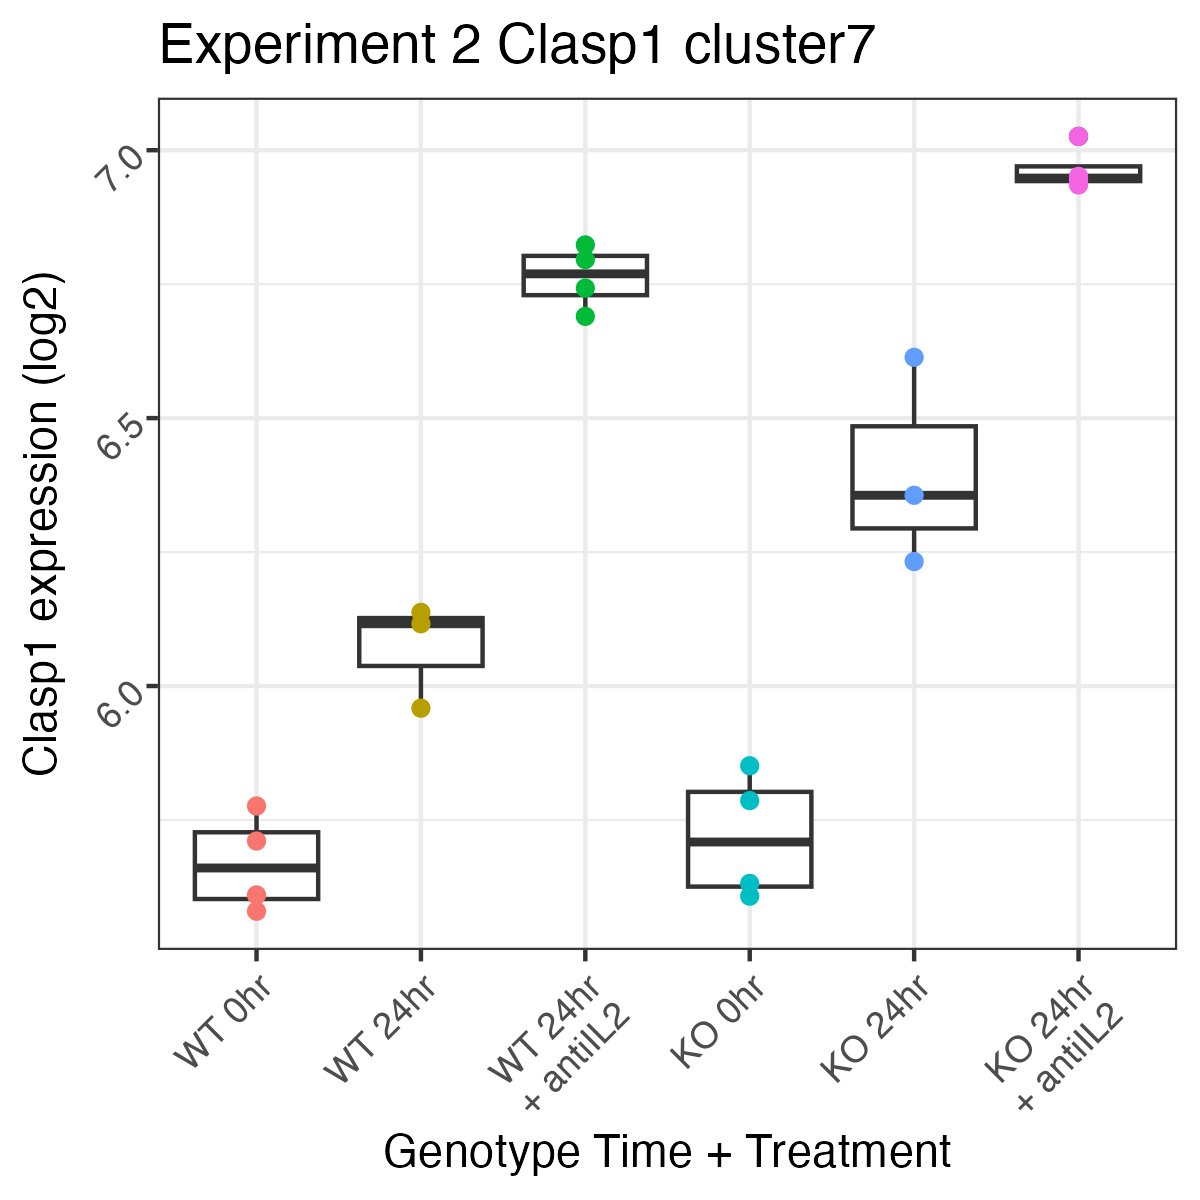 Experiment 2 Clasp1 cluster7
Clasp1 expression (log2)
7.0
6.5
6.0
WT 0hr
WT 24hr
WT 24hr
+ antiIL2
KO 0hr
KO 24hr
KO 24hr
+ antiIL2
Genotype Time + Treatment